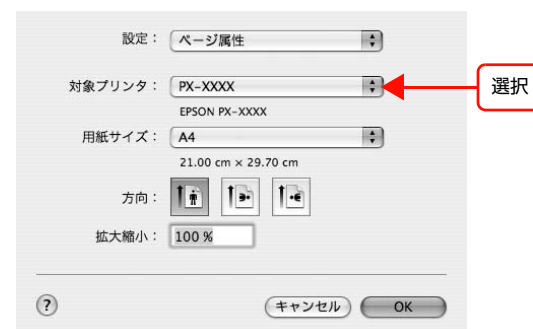 設定： ページ属性
対象プリンタ： PX-XXXX
選択
EPSON PX-XXXX
用紙サイズ： A4
21.00 cm × 29.70 cm
方向：
拡大縮小： 100 %
? キャンセル OK